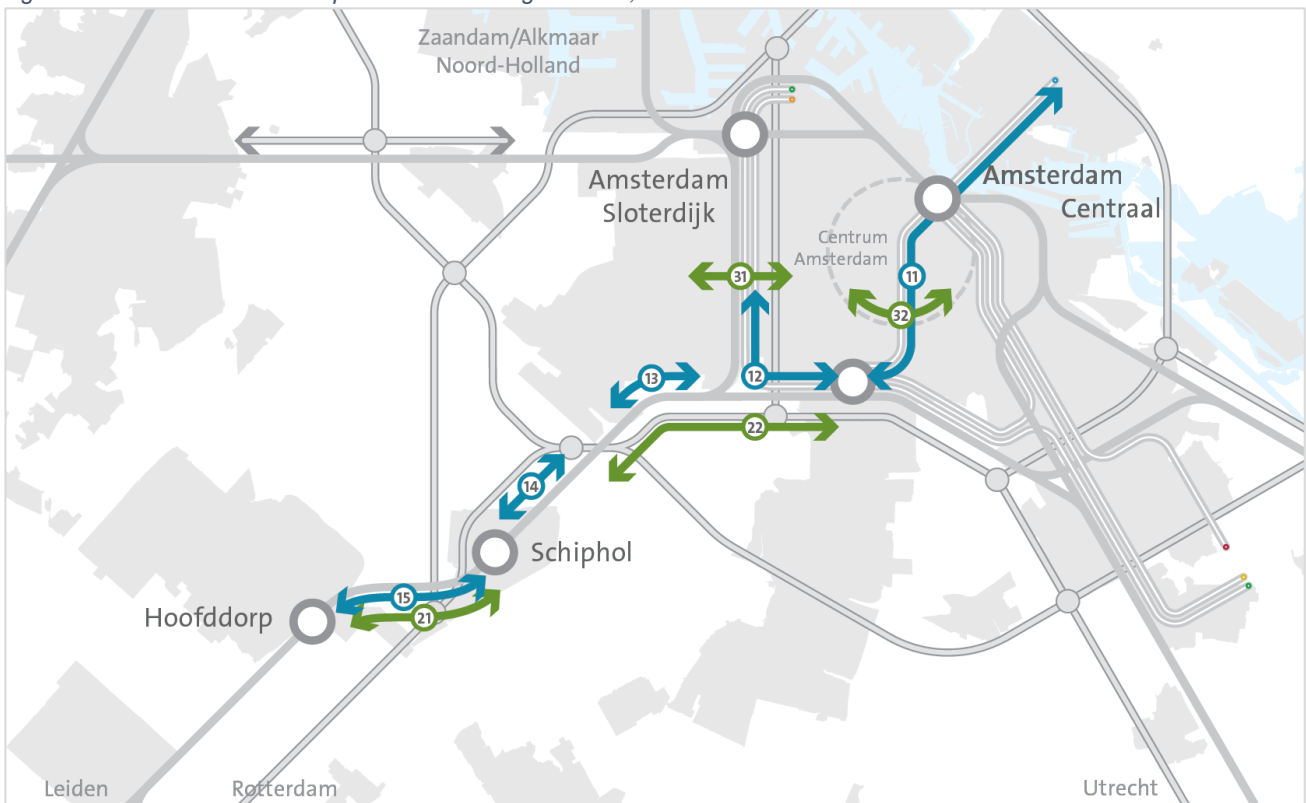 Zaandam/Alkmaar
Noord-Holland
Amsterdam
Sloterdijk
Amsterdam
Centraal
Centrum
Amsterdam
31
11
32
13
12
22
14
Schiphol
15
21
Hoofddorp
Leiden
Rotterdam
Utrecht